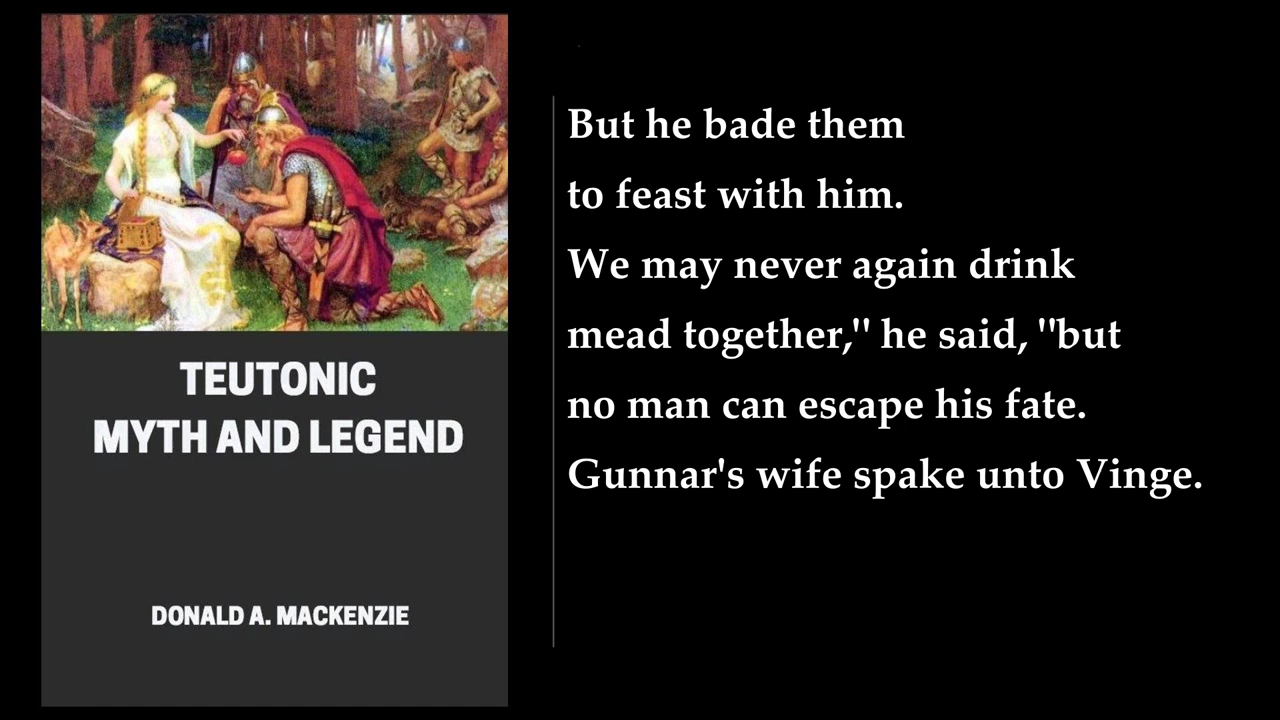 TEUTONIC
MYTH AND LEGEND
DONALD A. MACKENZIE
But he bade them
to feast with him.
We may never again drink
mead together," he said, "but
no man can escape his fate.
Gunnar's wife spake unto Vinge.